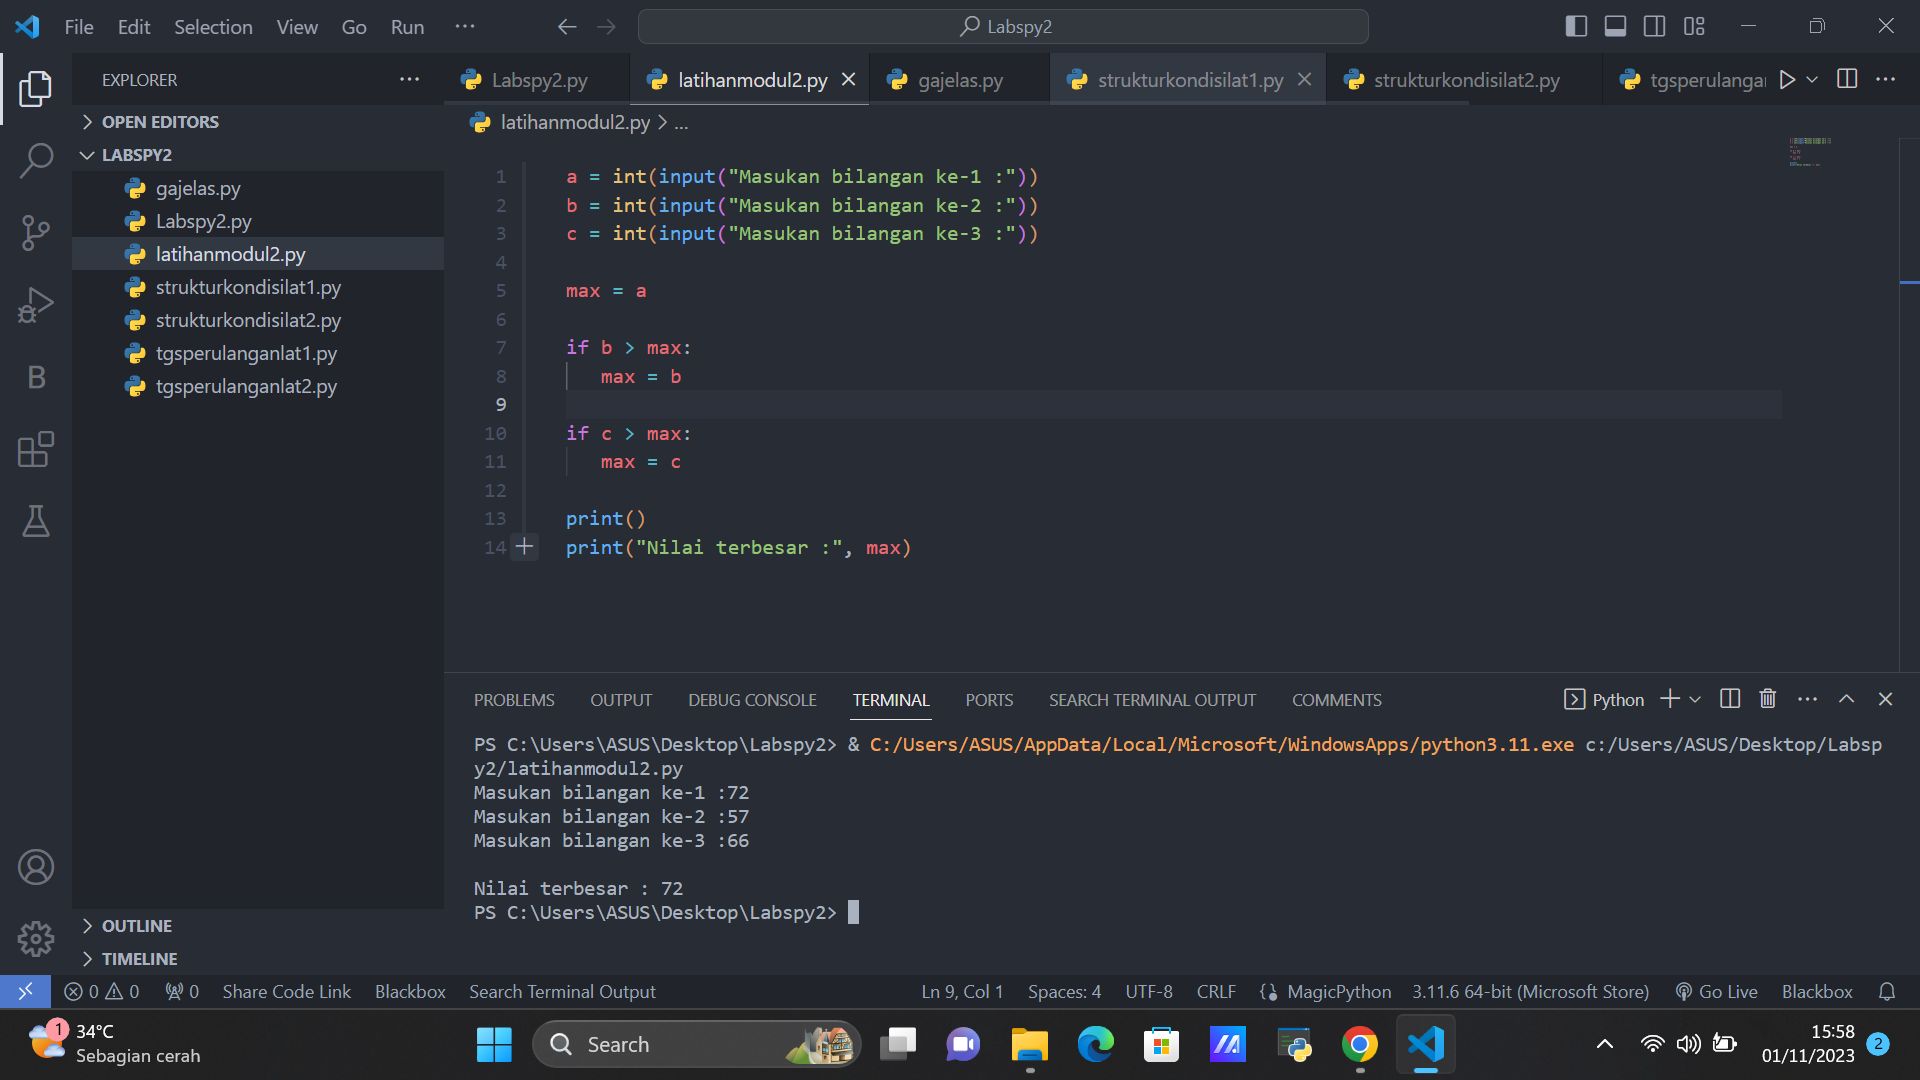 File Edit Selection View Go Run ··· Labspy2
EXPLORER
Labspy2.py latihanmodul2.py gajelas.py strukturkondisilat1.py strukturkondisilat2.py tgsperulangan
OPEN EDITORS
LABSPY2
gajelas.py
Labspy2.py
latihanmodul2.py
strukturkondisilat1.py
strukturkondisilat2.py
tgsperulanganlat1.py
tgsperulanganlat2.py
OUTLINE
TIMELINE
latihanmodul2.py > ...
1 a = int(input("Masukan bilangan ke-1 :"))
2 b = int(input("Masukan bilangan ke-2 :"))
3 c = int(input("Masukan bilangan ke-3 :"))
4
5 max = a
6
7 if b > max:
8 max = b
9
10 if c > max:
11 max = c
12
13 print()
14 print("Nilai terbesar :", max)
PROBLEMS OUTPUT DEBUG CONSOLE TERMINAL PORTS SEARCH TERMINAL OUTPUT COMMENTS Python
PS C:\Users\ASUS\Desktop\Labspy2> & C:/Users/ASUS/AppData/Local/Microsoft/WindowsApps/python3.11.exe c:/Users/ASUS/Desktop/Labsp
y2/latihanmodul2.py
Masukan bilangan ke-1 :72
Masukan bilangan ke-2 :57
Masukan bilangan ke-3 :66
Nilai terbesar : 72
PS C:\Users\ASUS\Desktop\Labspy2>
0 0 0 Share Code Link Blackbox Search Terminal Output Ln 9, Col 1 Spaces: 4 UTF-8 CRLF MagicPython 3.11.6 64-bit (Microsoft Store) Go Live Blackbox
1 34°C
Sebagian cerah
Search
15:58
01/11/2023
2